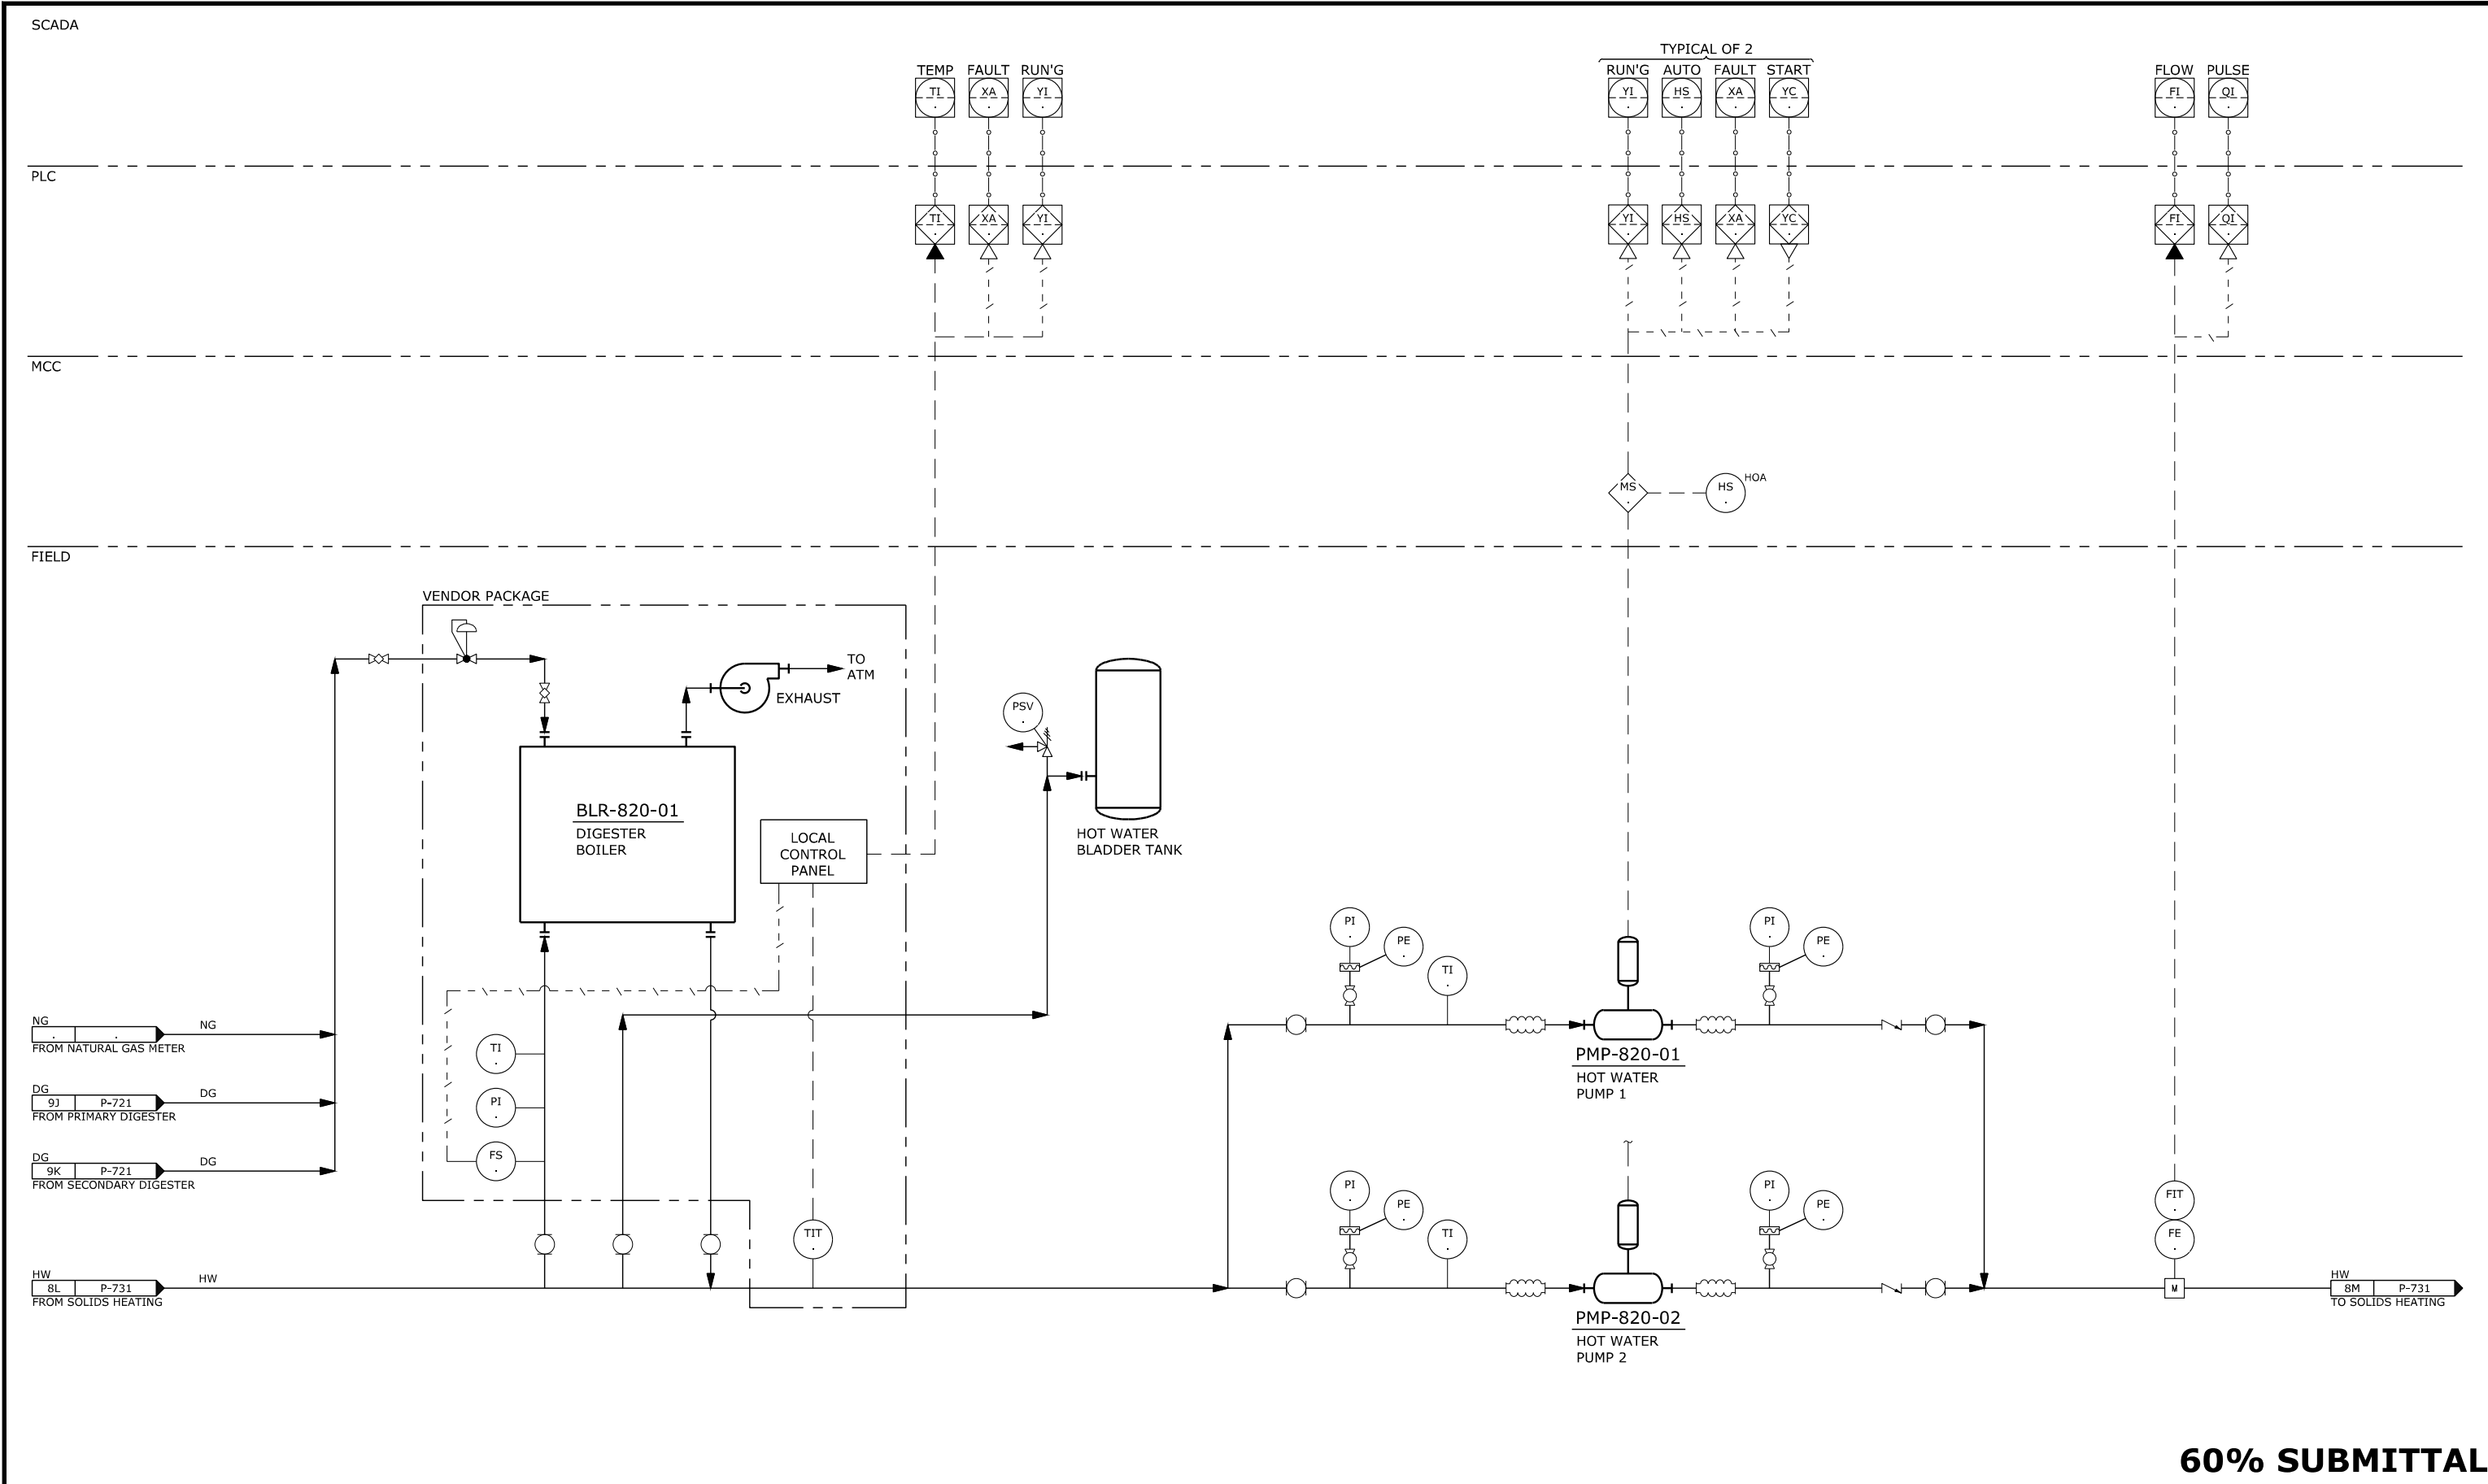 SCADA
TYPICAL OF 2
TEMP FAULT RUN'G
RUN'G AUTO FAULT START
FLOW PULSE
TI XA YI
YI HS XA YC
FI QI
PLC
TI XA YI
YI HS XA YC
FI QI
MCC
MS
HS
HOA
FIELD
VENDOR PACKAGE
TO
ATM
EXHAUST
PSV
BLR-820-01
DIGESTER
BOILER
LOCAL
CONTROL
PANEL
HOT WATER
BLADDER TANK
PI
PE
TI
PI
PE
NG
NG
FROM NATURAL GAS METER
TI
PMP-820-01
HOT WATER
PUMP 1
DG
DG
9J P-721
FROM PRIMARY DIGESTER
PI
DG
DG
9K P-721
FROM SECONDARY DIGESTER
FS
PI
PE
TI
PI
PE
FIT
FE
TIT
HW
HW
8L P-731
FROM SOLIDS HEATING
M
HW
8M P-731
TO SOLIDS HEATING
PMP-820-02
HOT WATER
PUMP 2
60% SUBMITTAL